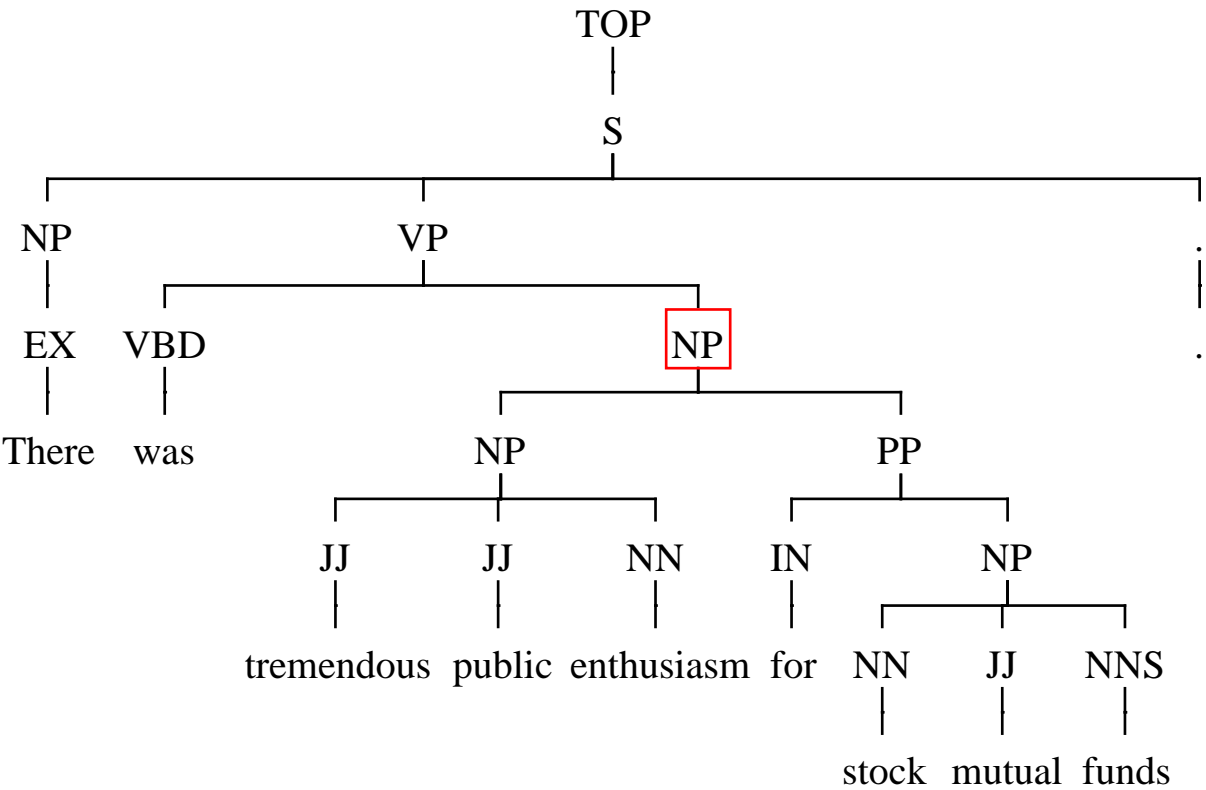 TOP
S
NP VP .
EX VBD NP .
There was NP PP
JJ JJ NN IN NP
tremendous public enthusiasm for NN JJ NNS
stock mutual funds